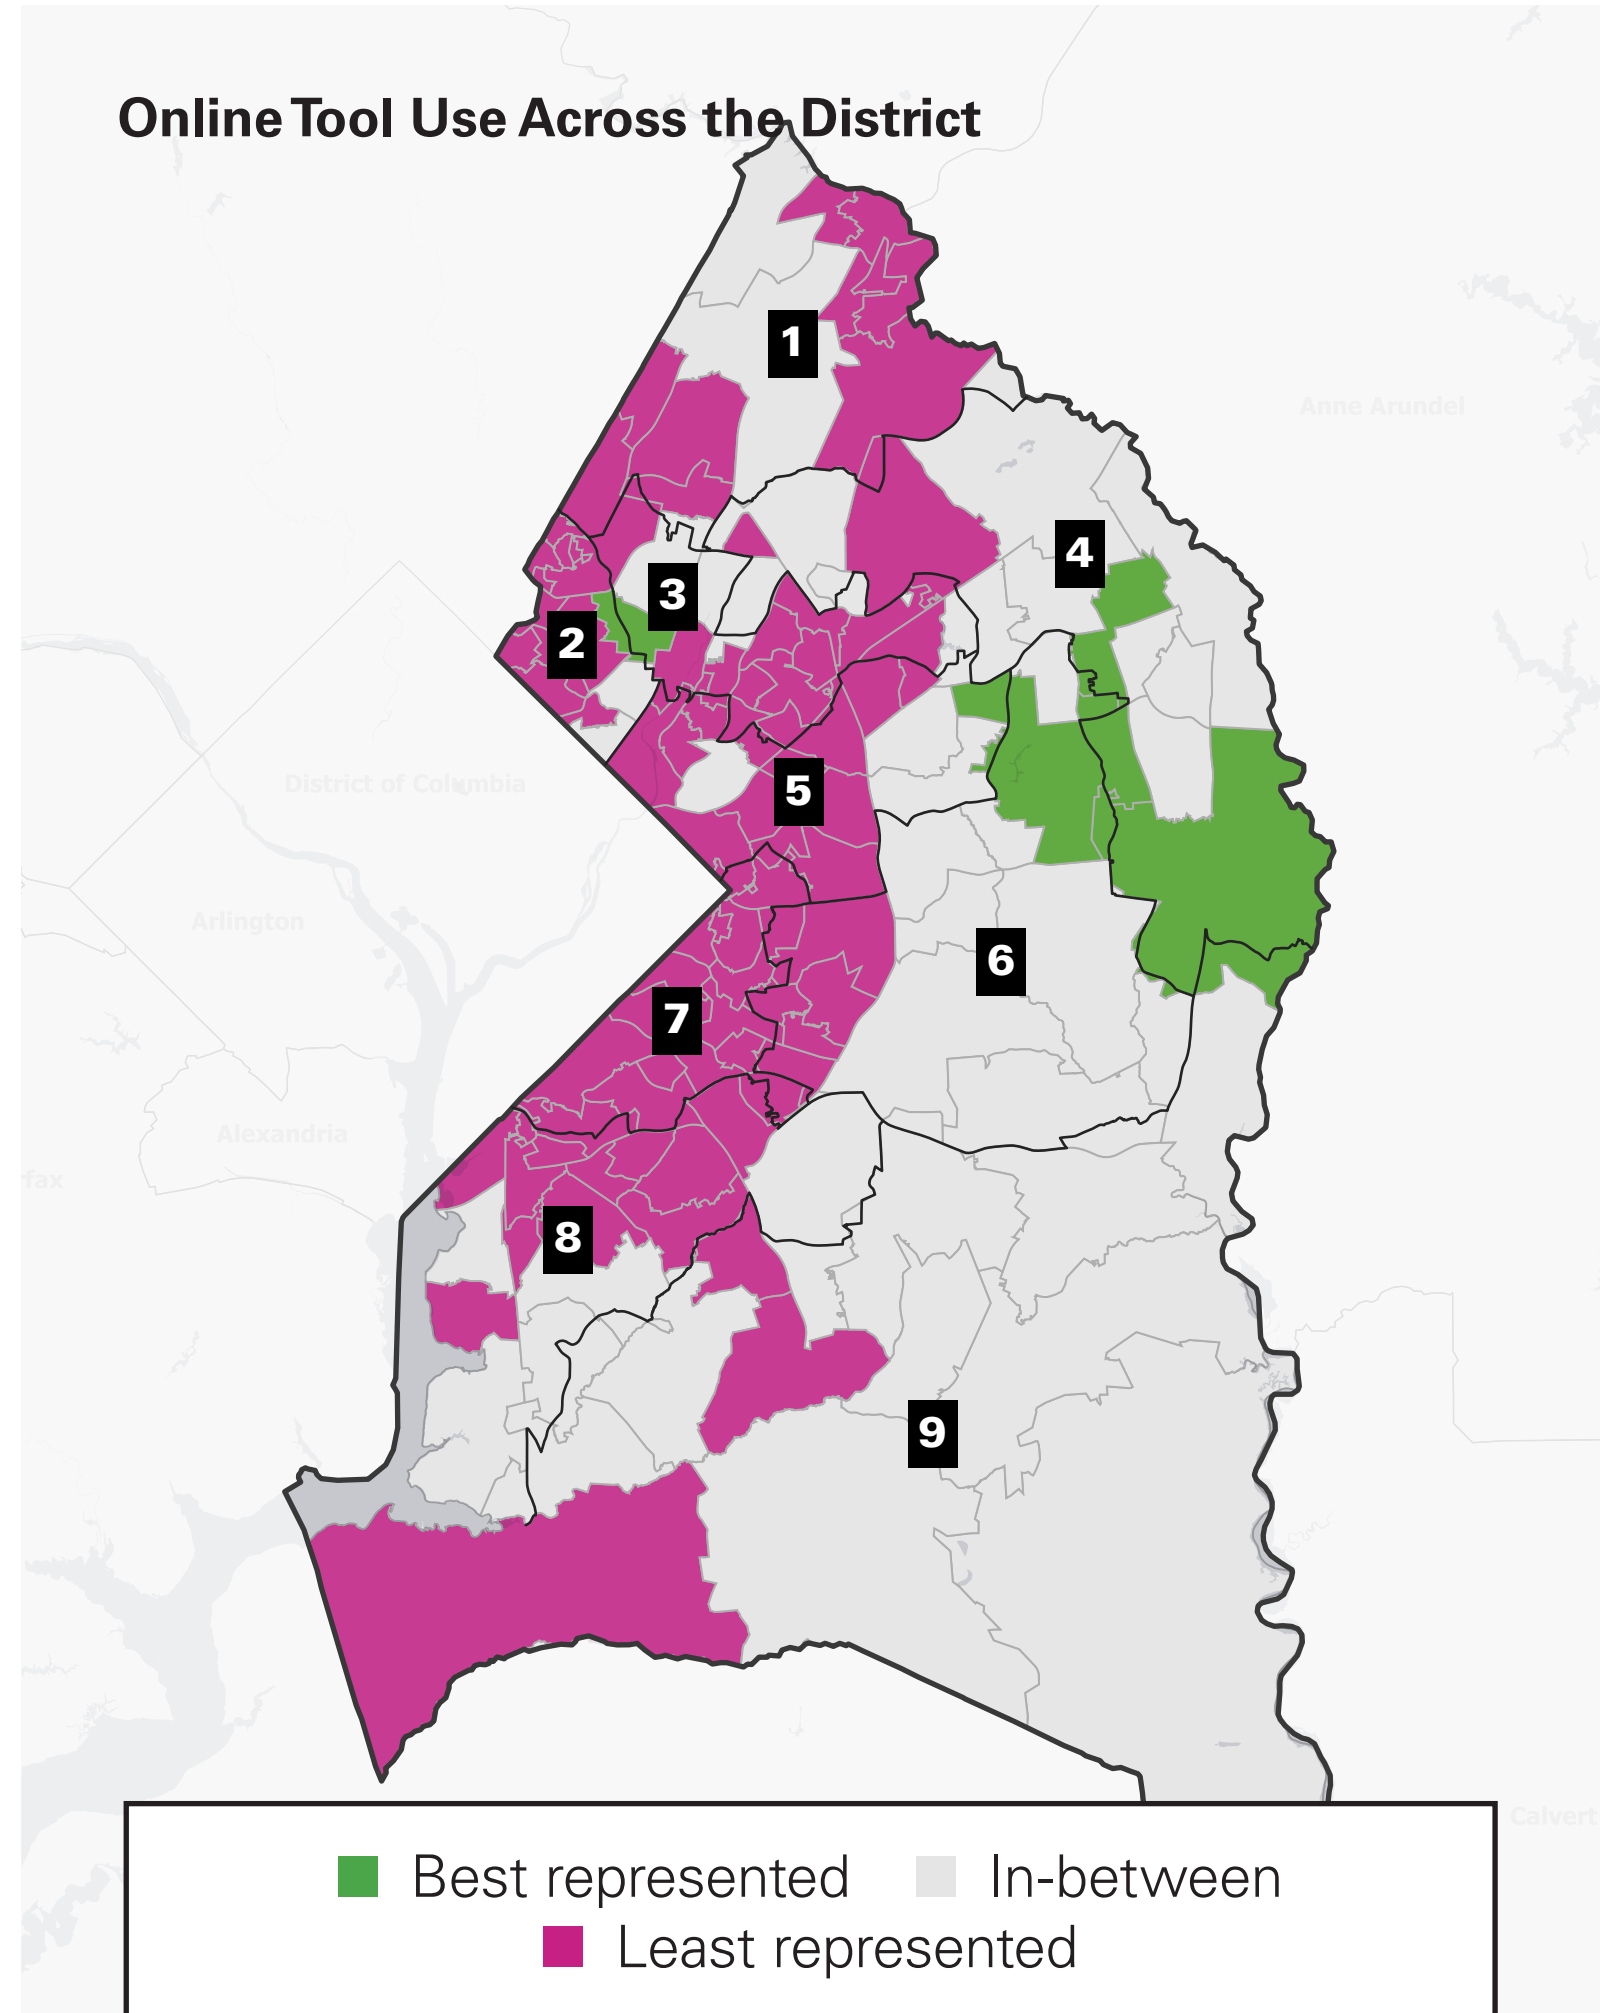 Online Tool Use Across the District
1
Anne Arundel
4
3
2
District of Columbia
5
Arlington
6
7
Alexandria
fax
8
9
Calvert
Best represented
In-between
Least represented